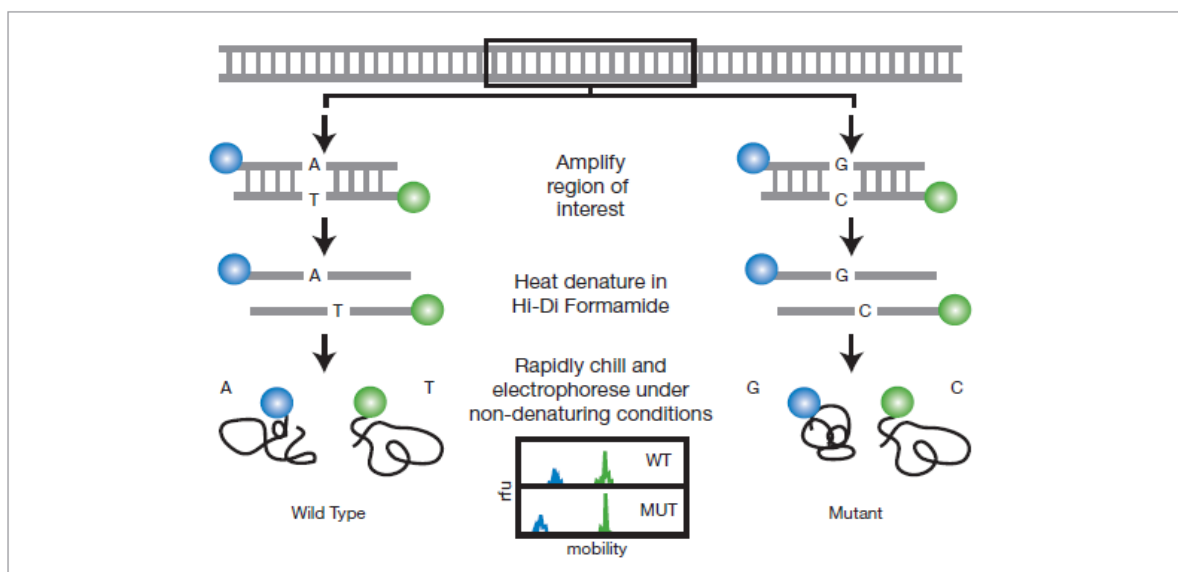 A
G
T
C
Amplify
region of
interest
A
G
T
C
Heat denature in
Hi-Di Formamide
Rapidly chill and
electrophorese under
non-denaturing conditions
A
T
G
C
WT
MUT
rfu
mobility
Wild Type
Mutant